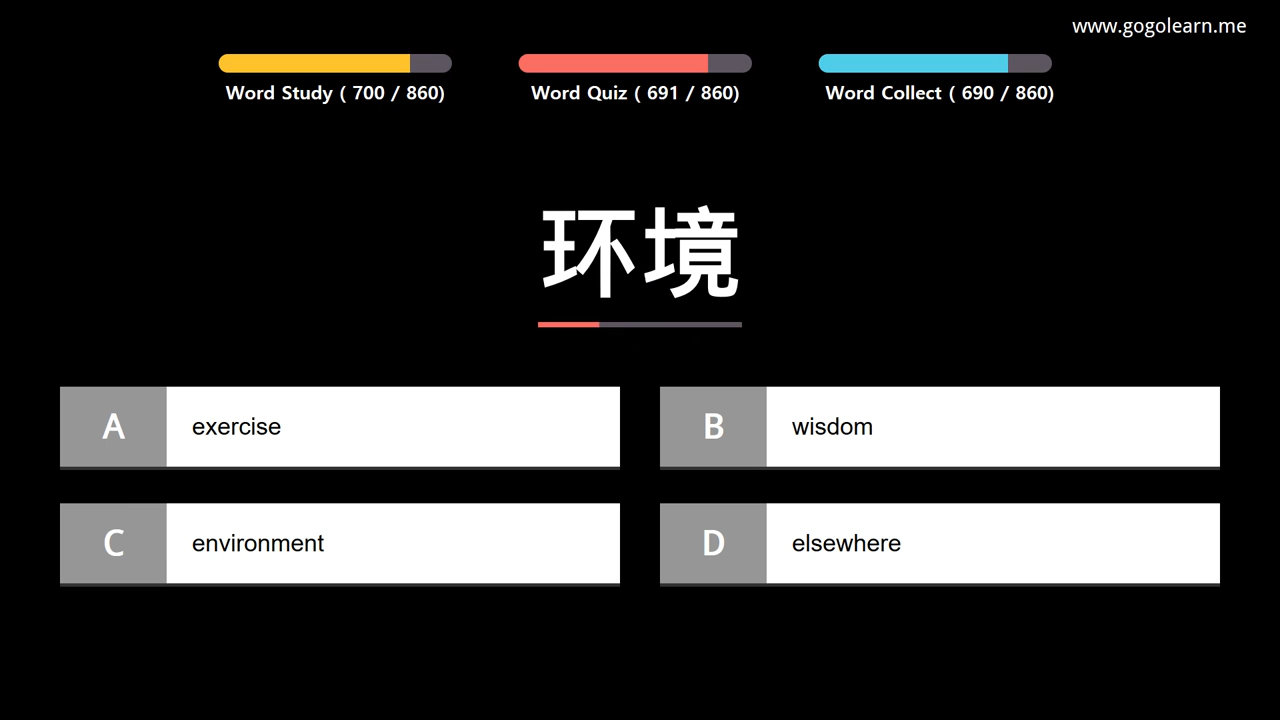 www.gogolearn.me
Word Study ( 700 / 860)
Word Quiz ( 691 / 860)
Word Collect ( 690 / 860)
环境
A exercise
B wisdom
C environment
D elsewhere